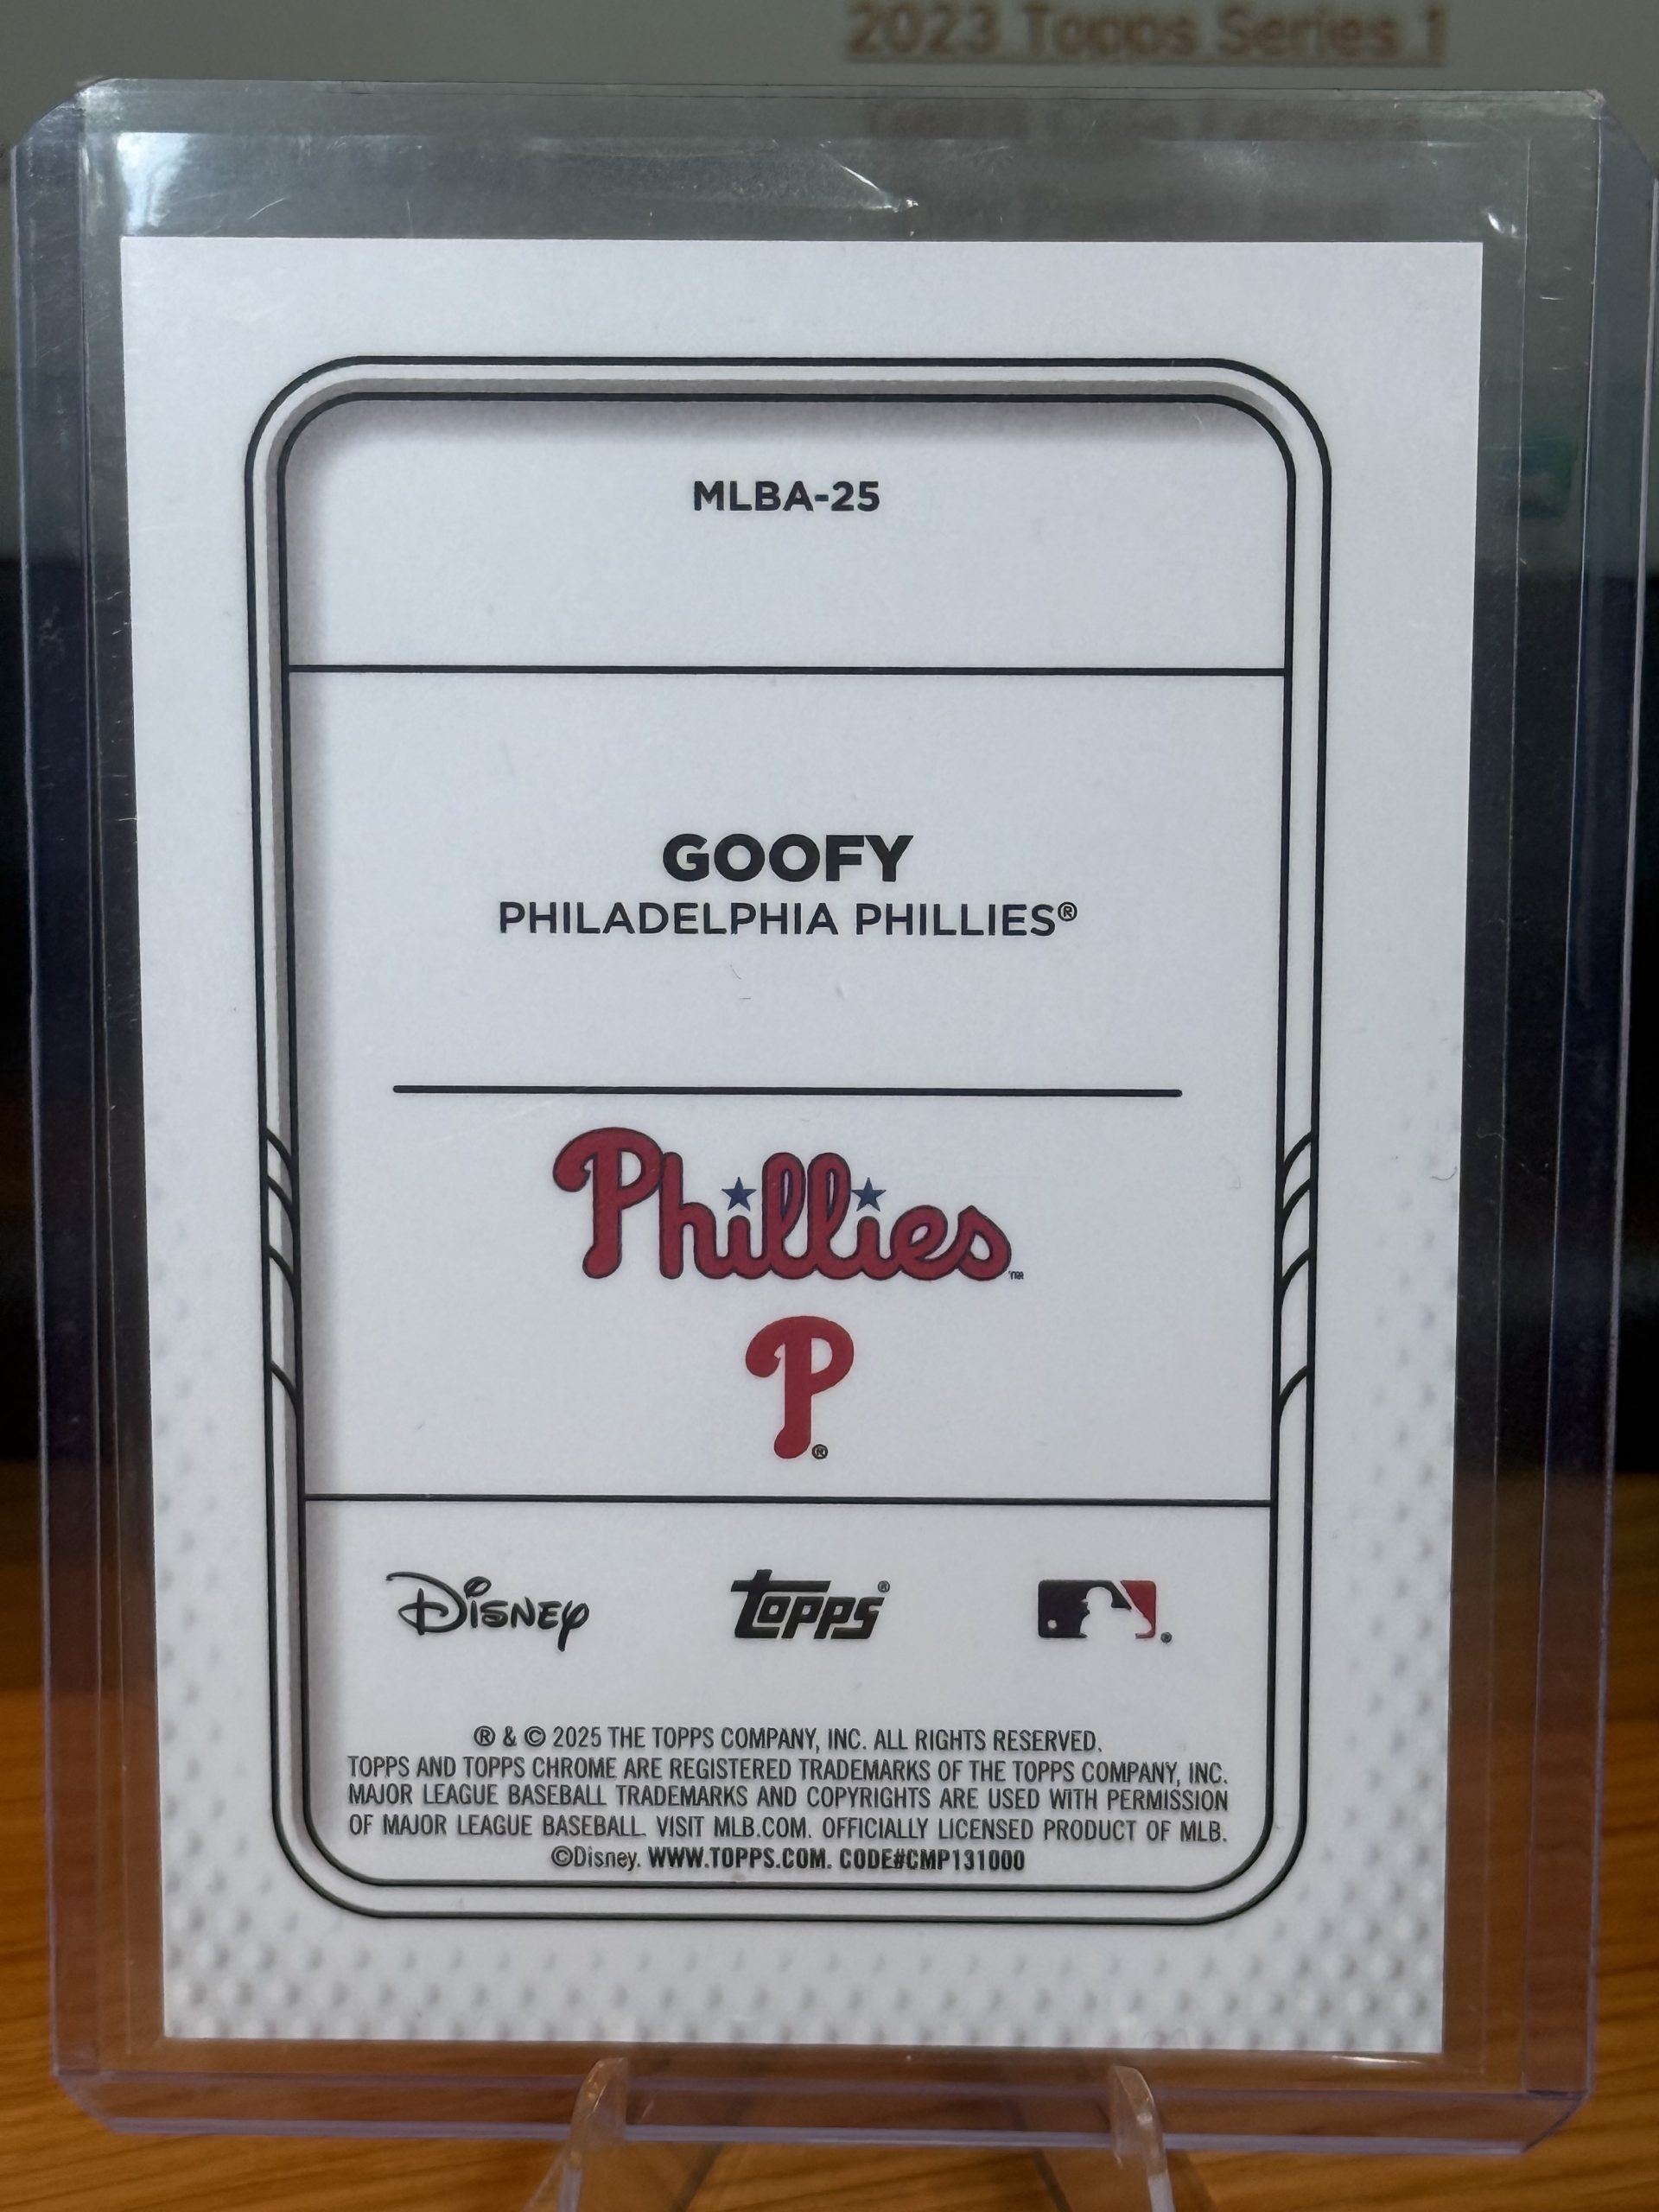 2023 Topps Series 1
MLBA-25
GOOFY
PHILADELPHIA PHILLIES®
Phillies™
P®
Disney Topps® ®
® & © 2025 THE TOPPS COMPANY, INC. ALL RIGHTS RESERVED.
TOPPS AND TOPPS CHROME ARE REGISTERED TRADEMARKS OF THE TOPPS COMPANY, INC.
MAJOR LEAGUE BASEBALL TRADEMARKS AND COPYRIGHTS ARE USED WITH PERMISSION
OF MAJOR LEAGUE BASEBALL. VISIT MLB.COM. OFFICIALLY LICENSED PRODUCT OF MLB.
©Disney. WWW.TOPPS.COM. CODE#CMP131000